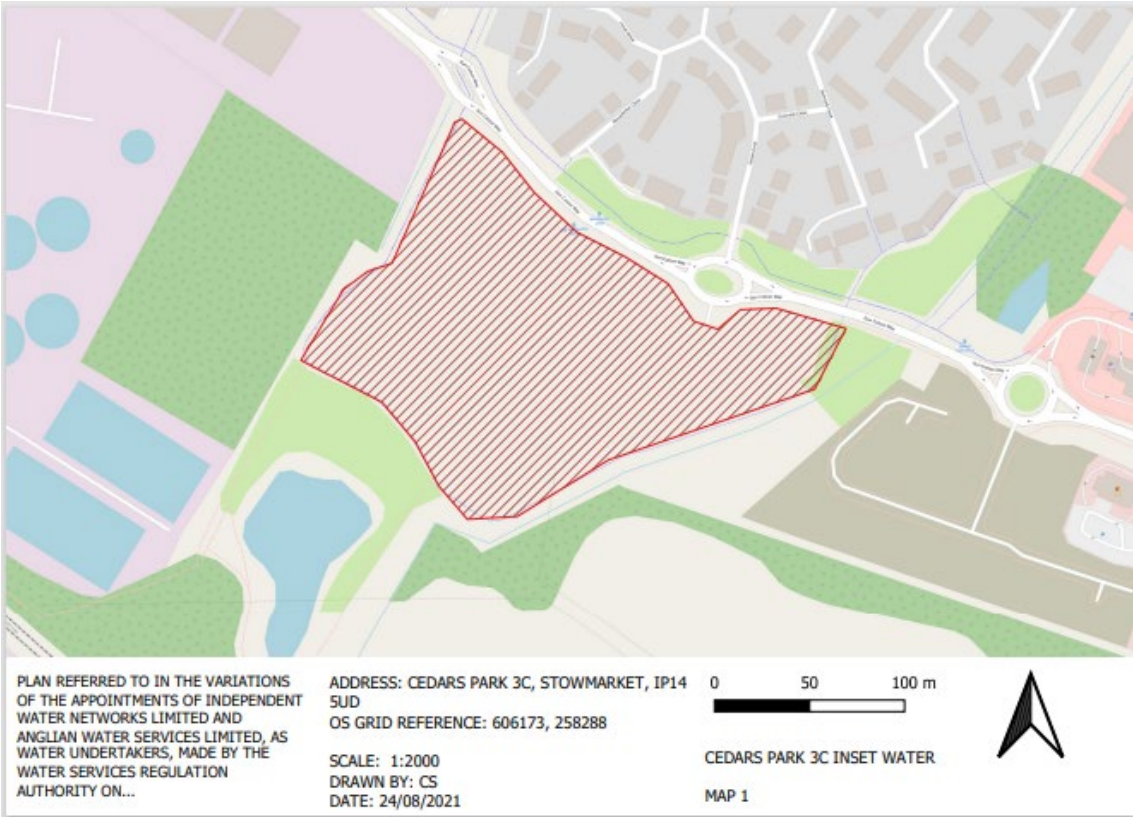 PLAN REFERRED TO IN THE VARIATIONS
OF THE APPOINTMENTS OF INDEPENDENT
WATER NETWORKS LIMITED AND
ANGLIAN WATER SERVICES LIMITED, AS
WATER UNDERTAKERS, MADE BY THE
WATER SERVICES REGULATION
AUTHORITY ON...
ADDRESS: CEDARS PARK 3C, STOWMARKET, IP14
5UD
OS GRID REFERENCE: 606173, 258288
SCALE: 1:2000
DRAWN BY: CS
DATE: 24/08/2021
0 50 100 m
CEDARS PARK 3C INSET WATER
MAP 1